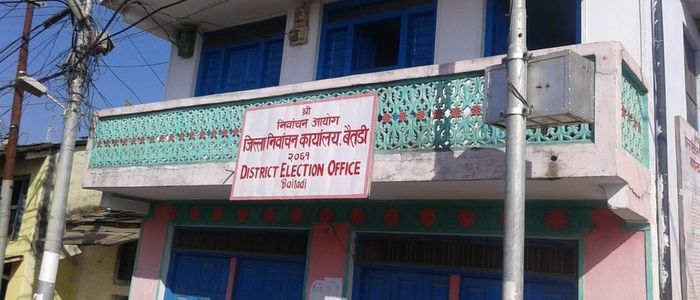 श्री
निर्वाचन आयोग
जिल्ला निर्वाचन कार्यालय, बैतडी
२०६१
DISTRICT ELECTION OFFICE
Baitadi